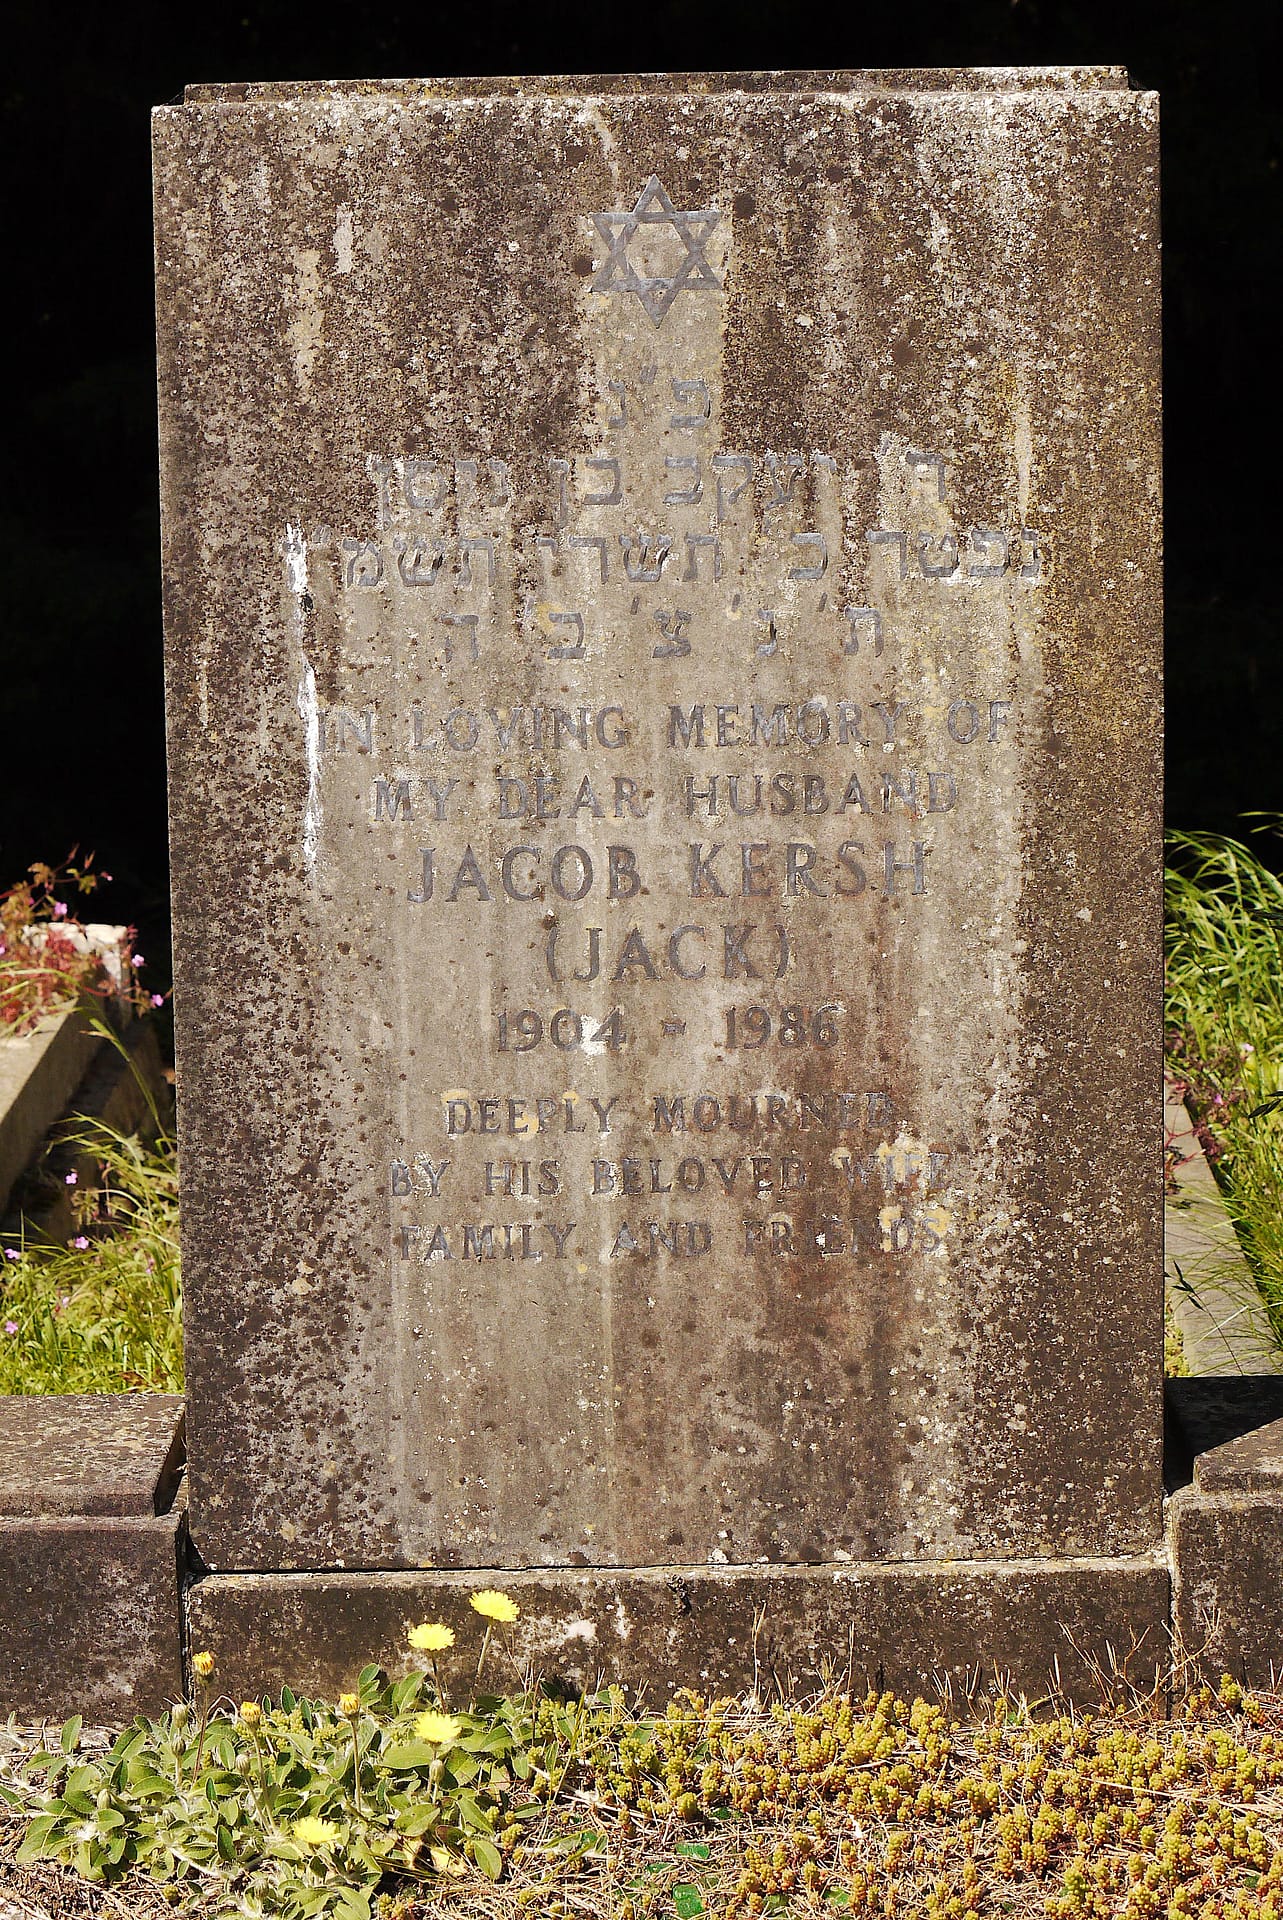 פ"נ
ר' יעקב בן ניסן
נפטר כ' תשרי תשמ"ז
ת' נ' צ' ב' ה
IN LOVING MEMORY OF
MY DEAR HUSBAND
JACOB KERSH
(JACK)
1904 - 1986
DEEPLY MOURNED
BY HIS BELOVED WIFE
FAMILY AND FRIENDS